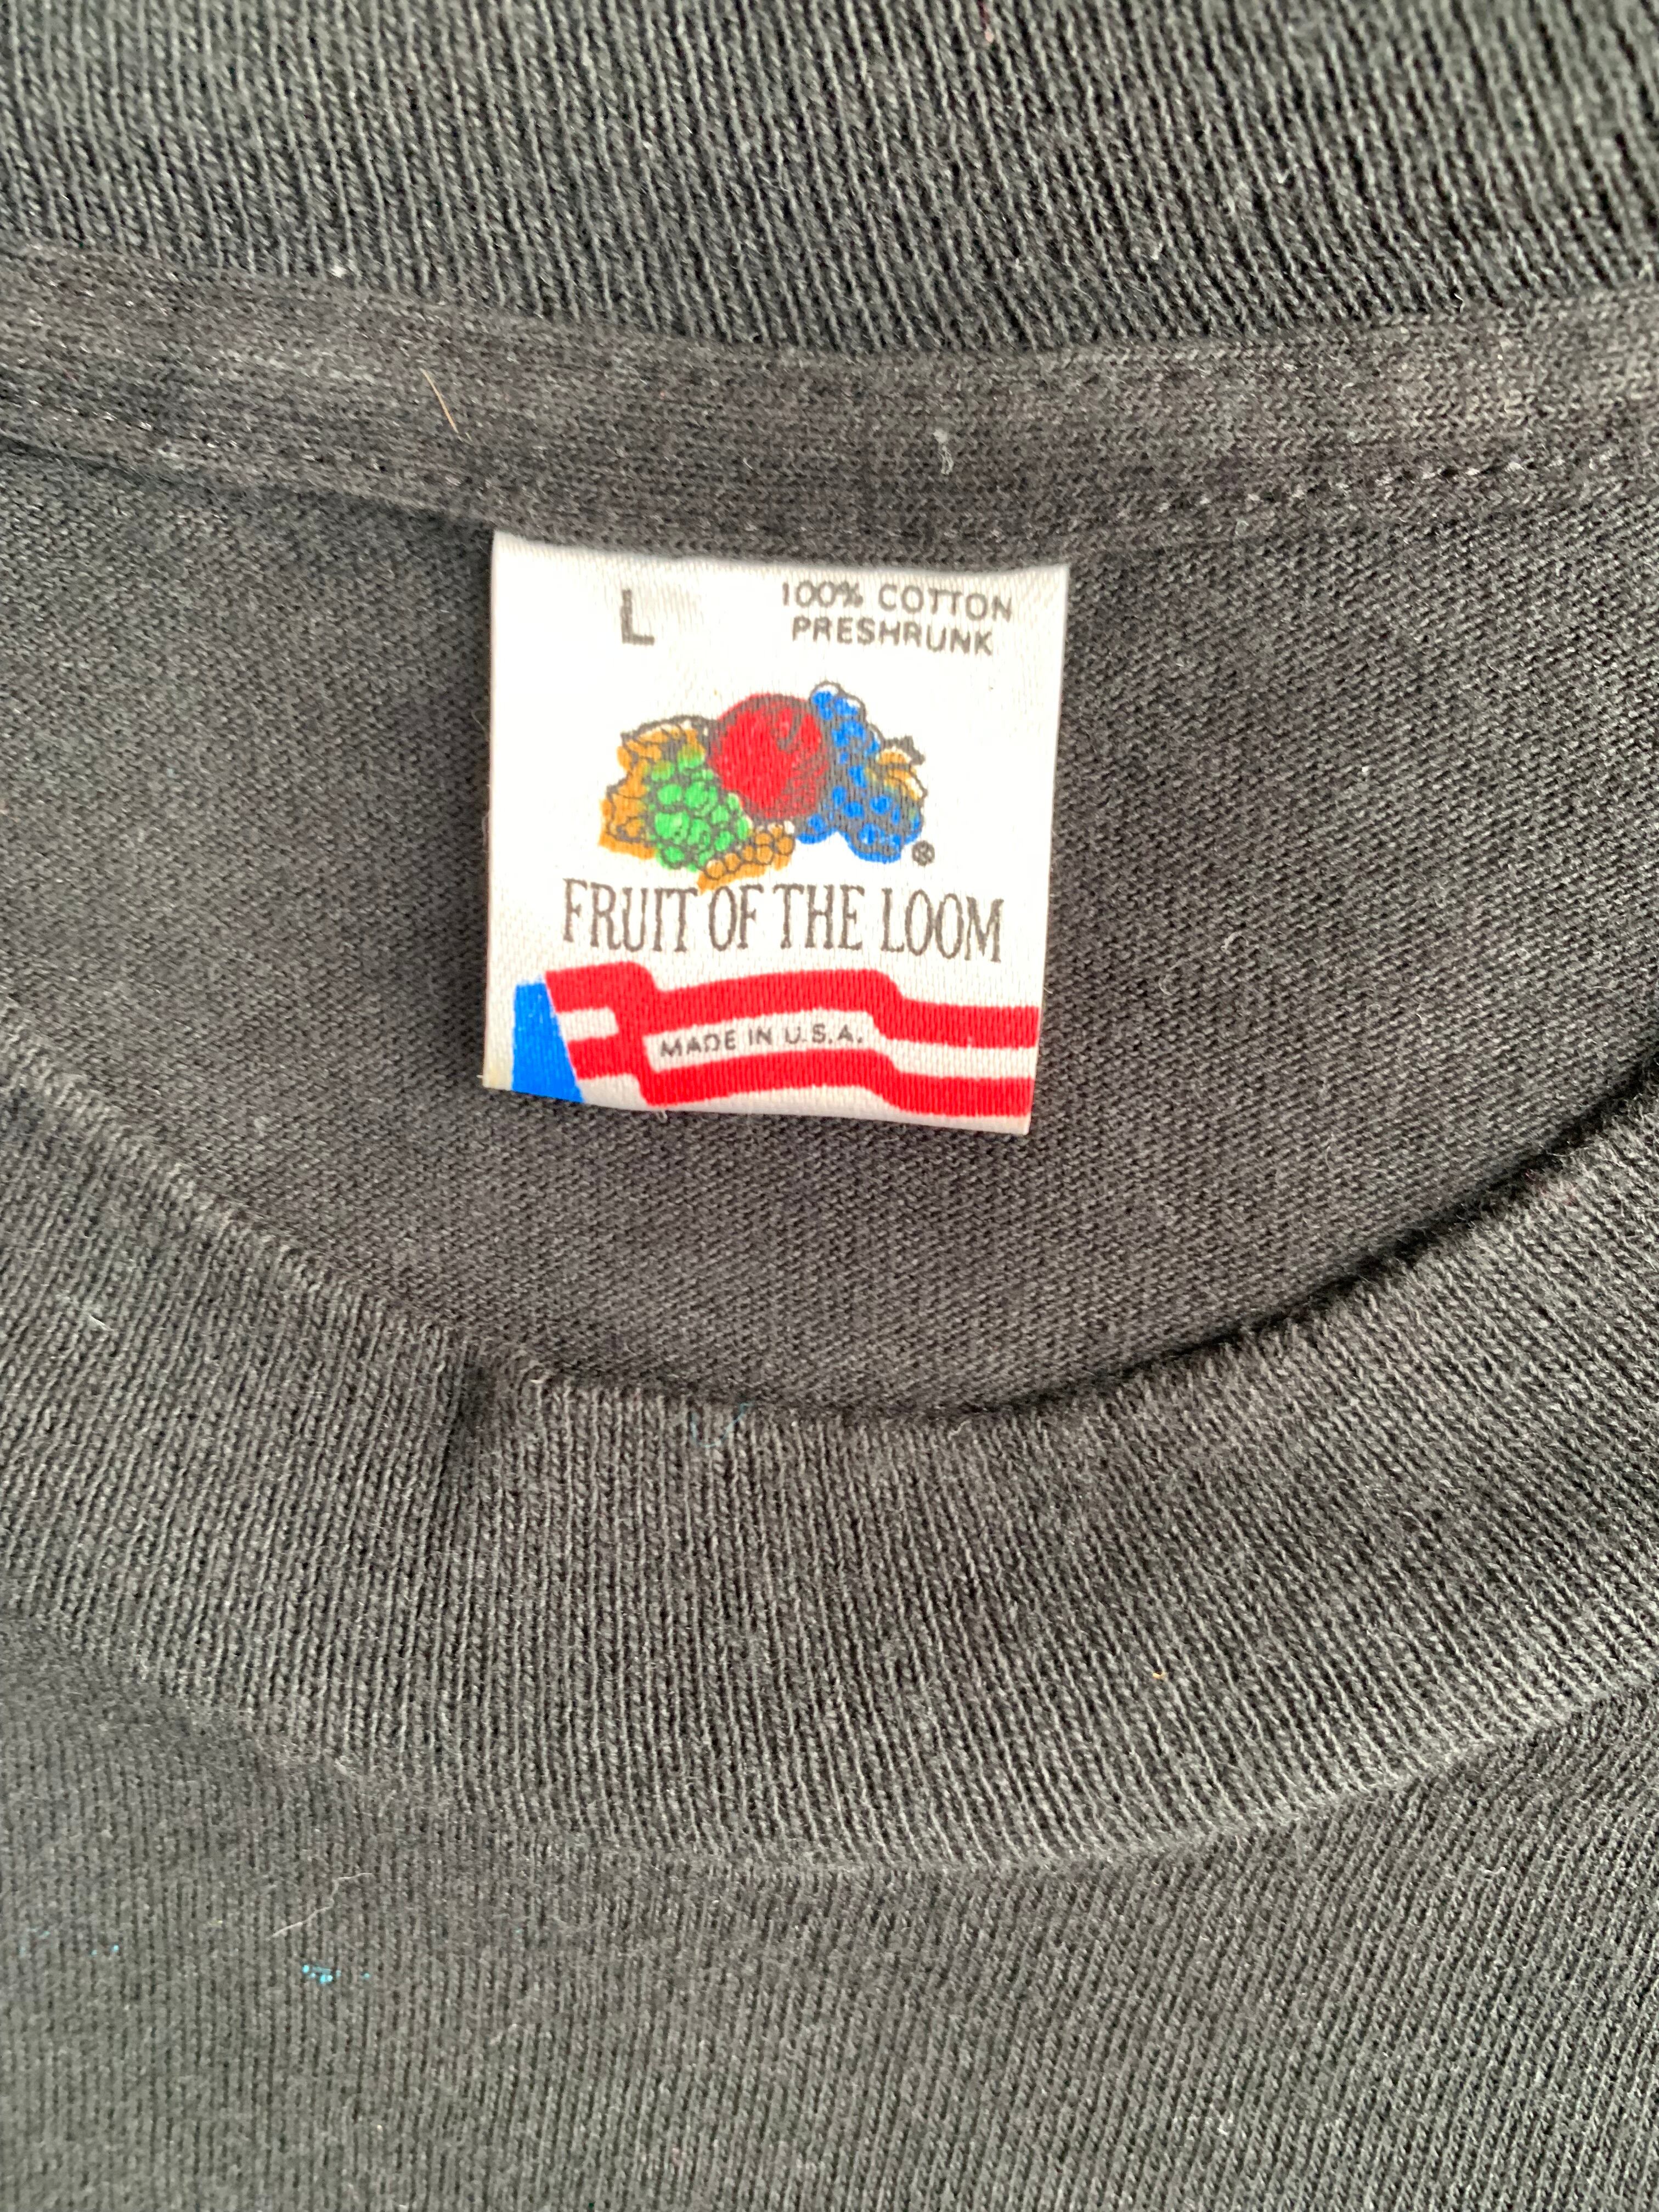 L
100% COTTON
PRESHRUNK
®
FRUIT OF THE LOOM
MADE IN U.S.A.